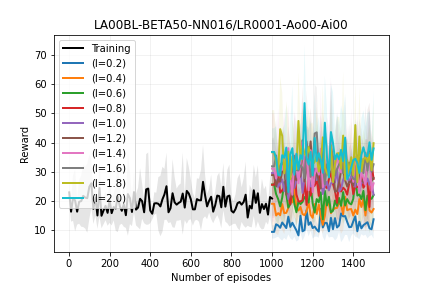 LA00BL-BETA50-NN016/LR0001-Ao00-Ai00
Reward
70
60
50
40
30
20
10
Training
(I=0.2)
(I=0.4)
(I=0.6)
(I=0.8)
(I=1.0)
(I=1.2)
(I=1.4)
(I=1.6)
(I=1.8)
(I=2.0)
0 200 400 600 800 1000 1200 1400
Number of episodes